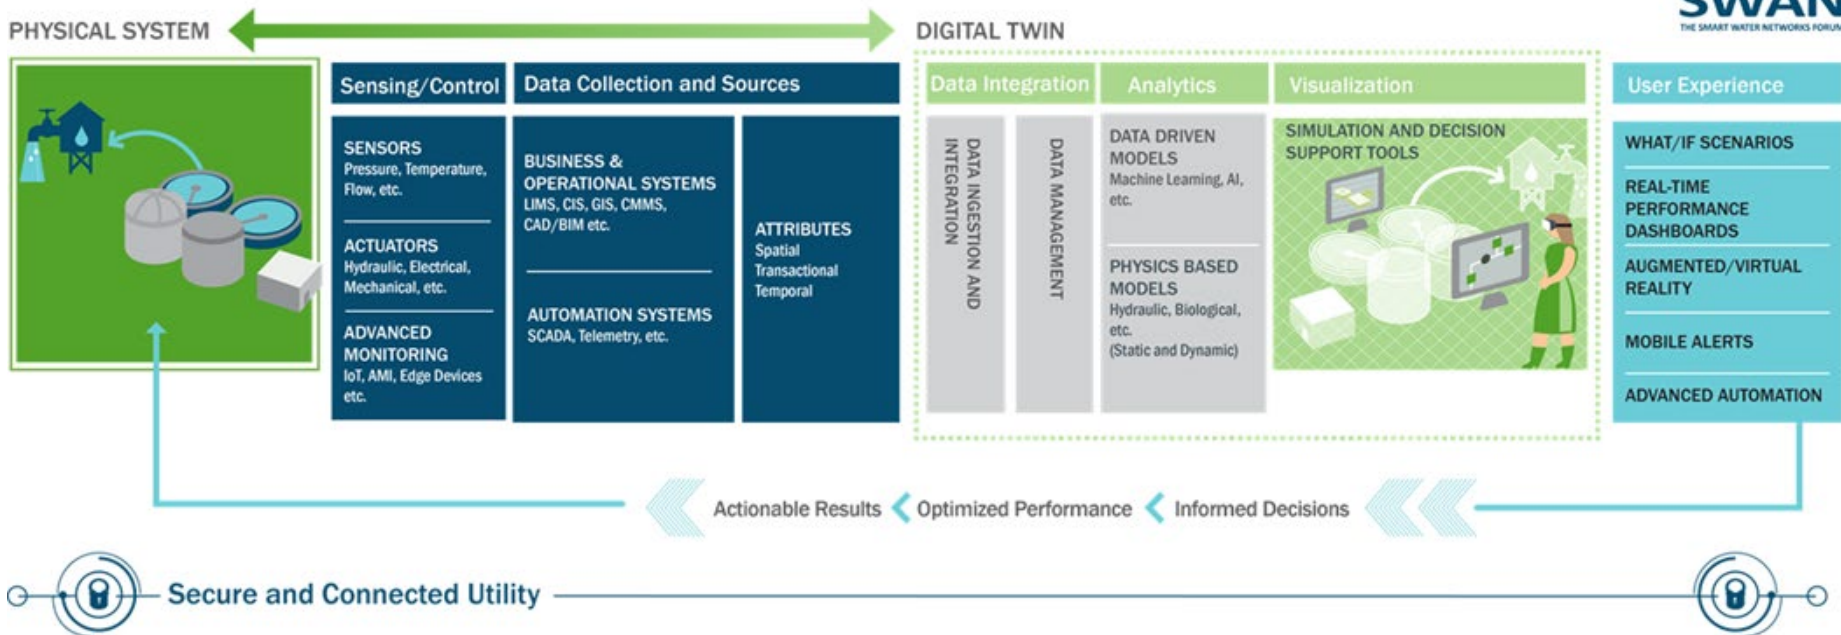 SWAN
THE SMART WATER NETWORKS FORUM
PHYSICAL SYSTEM
DIGITAL TWIN
Sensing/Control
SENSORS
Pressure, Temperature,
Flow, etc.
ACTUATORS
Hydraulic, Electrical,
Mechanical, etc.
ADVANCED
MONITORING
IoT, AMI, Edge Devices
etc.
Data Collection and Sources
BUSINESS &
OPERATIONAL SYSTEMS
LIMS, CIS, GIS, CMMS,
CAD/BIM etc.
AUTOMATION SYSTEMS
SCADA, Telemetry, etc.
ATTRIBUTES
Spatial
Transactional
Temporal
Data Integration
DATA INGESTION AND
INTEGRATION
DATA MANAGEMENT
Analytics
DATA DRIVEN
MODELS
Machine Learning, AI,
etc.
PHYSICS BASED
MODELS
Hydraulic, Biological,
etc.
(Static and Dynamic)
Visualization
SIMULATION AND DECISION
SUPPORT TOOLS
User Experience
WHAT/IF SCENARIOS
REAL-TIME
PERFORMANCE
DASHBOARDS
AUGMENTED/VIRTUAL
REALITY
MOBILE ALERTS
ADVANCED AUTOMATION
Actionable Results
Optimized Performance
Informed Decisions
Secure and Connected Utility